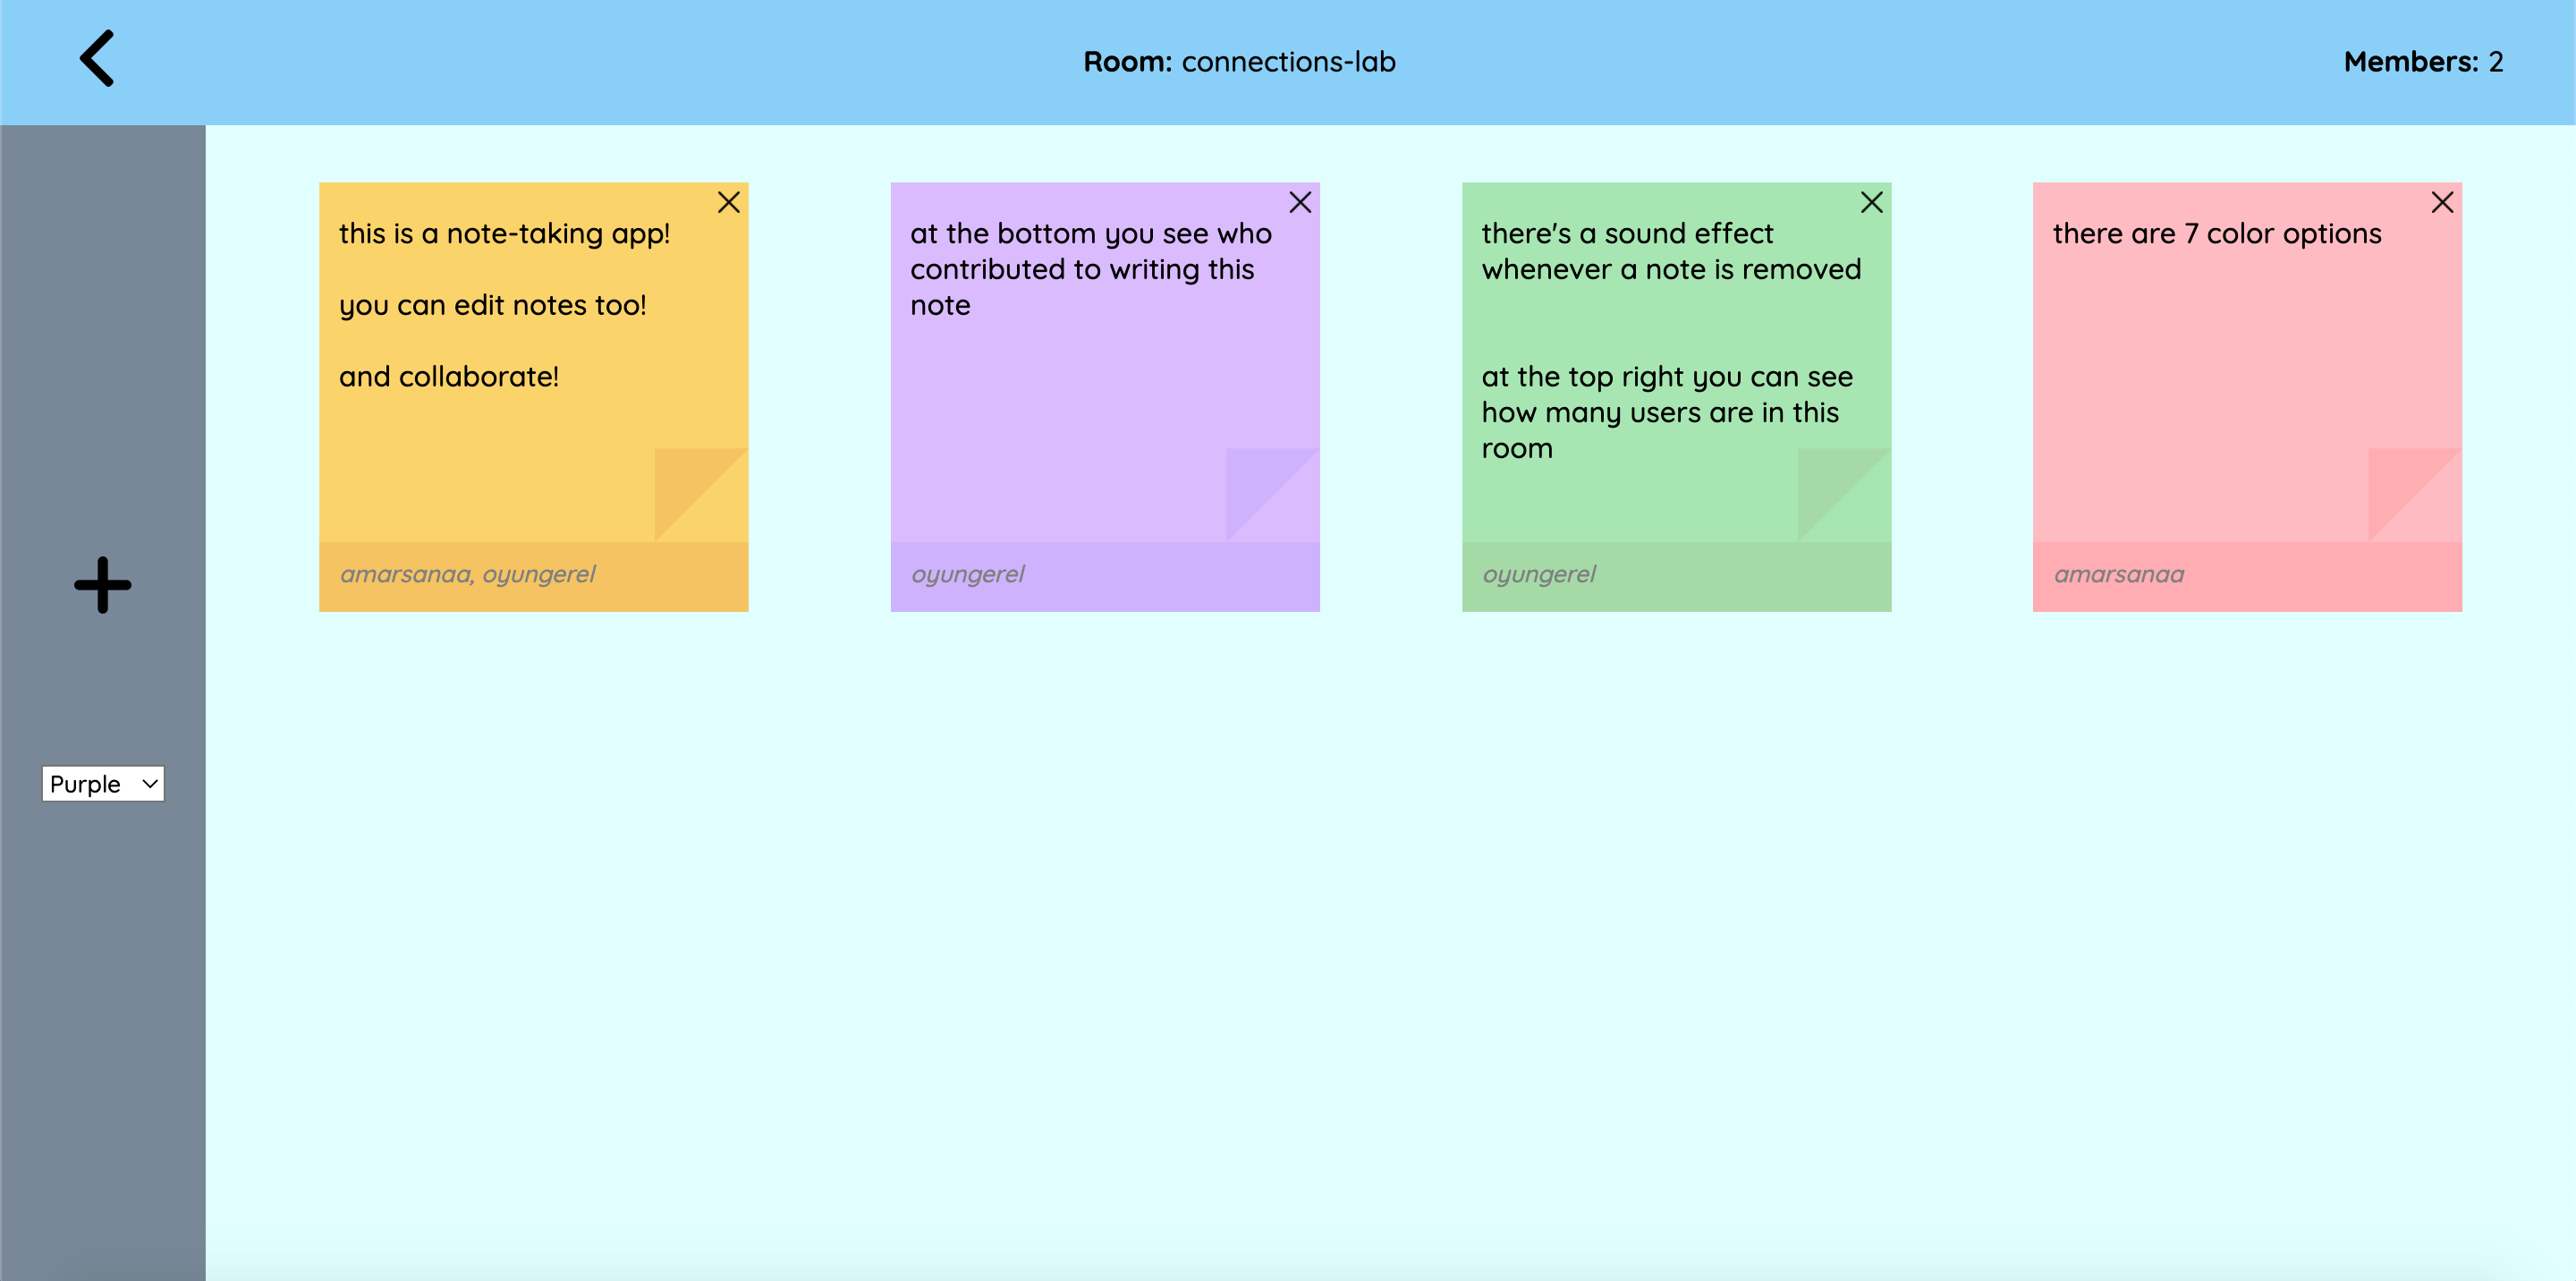 Room: connections-lab
Members: 2
this is a note-taking app!
you can edit notes too!
and collaborate!
amarsanaa, oyungerel
at the bottom you see who
contributed to writing this
note
oyungerel
there's a sound effect
whenever a note is removed
at the top right you can see
how many users are in this
room
oyungerel
there are 7 color options
amarsanaa
Purple